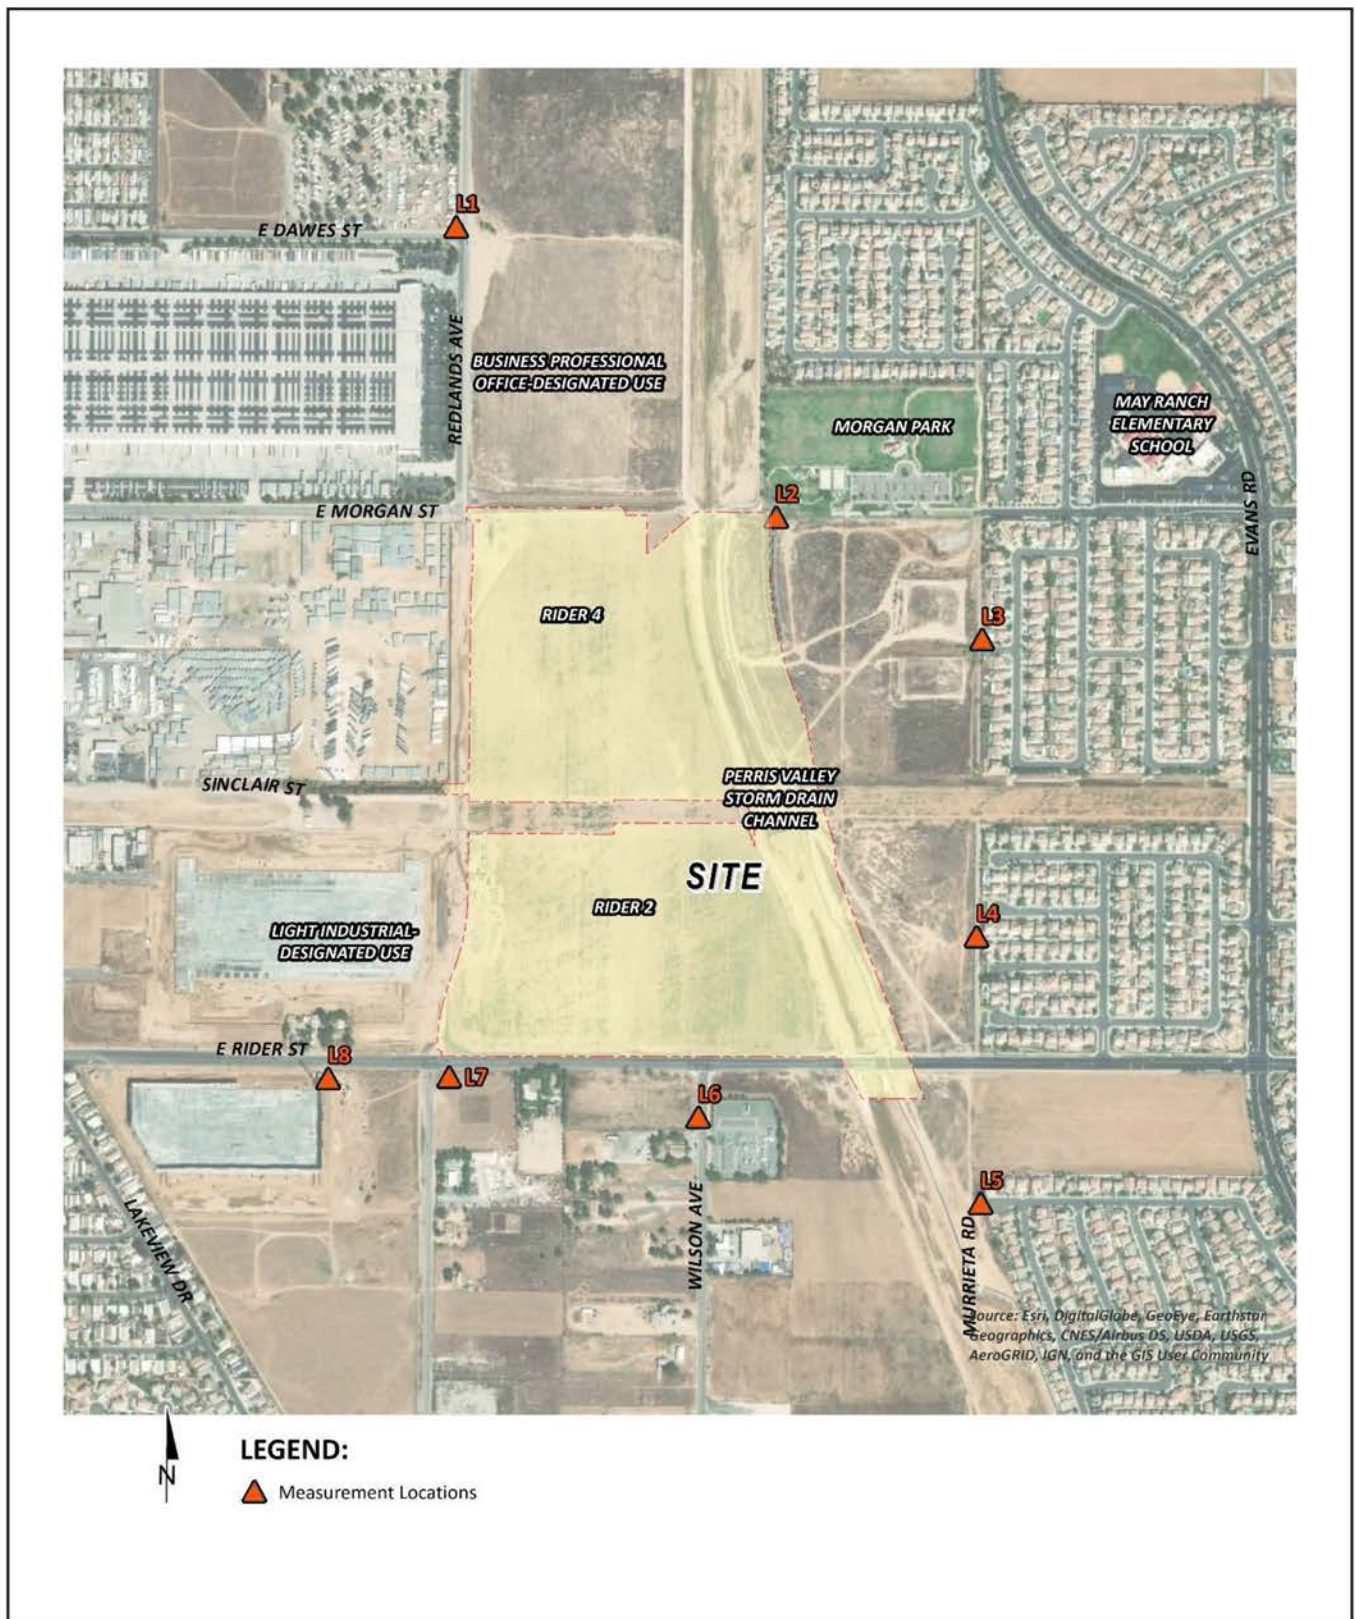 L1
E DAWES ST
REDLANDS AVE
BUSINESS PROFESSIONAL
OFFICE-DESIGNATED USE
MORGAN PARK
MAY RANCH
ELEMENTARY
SCHOOL
EVANS RD
E MORGAN ST
L2
RIDER 4
L3
SINCLAIR ST
PERRIS VALLEY
STORM DRAIN
CHANNEL
SITE
RIDER 2
LIGHT INDUSTRIAL-
DESIGNATED USE
L4
E RIDER ST
L8
L7
L6
L5
LAKEVIEW DR
WILSON AVE
MURRIETA RD
Source: Esri, DigitalGlobe, GeoEye, Earthstar
Geographics, CNES/Airbus DS, USDA, USGS,
AeroGRID, IGN, and the GIS User Community
N
LEGEND:
Measurement Locations